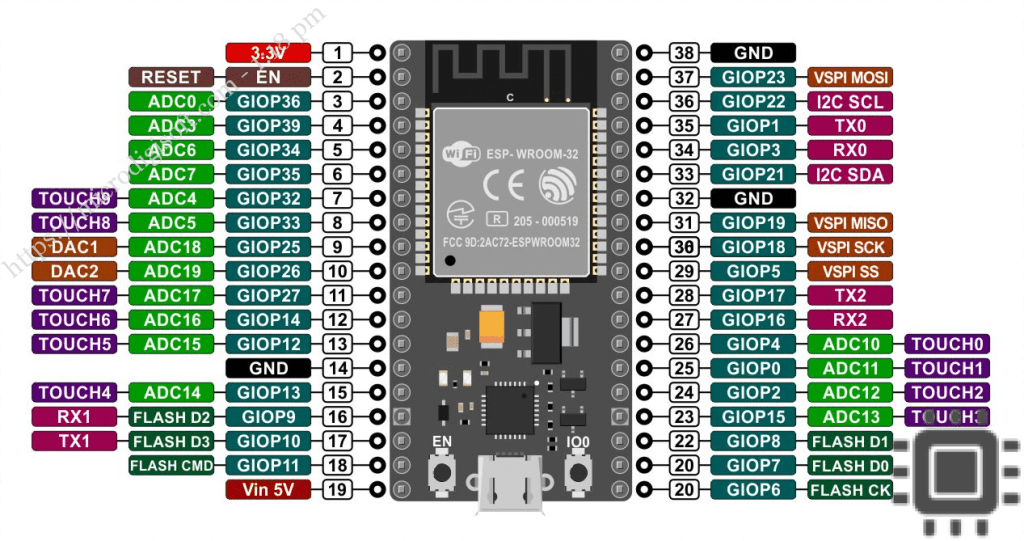 3.3V 1 38 GND
RESET EN 2 37 GIOP23 VSPI MOSI
ADC0 GIOP36 3 36 GIOP22 I2C SCL
ADC3 GIOP39 4 35 GIOP1 TX0
ADC6 GIOP34 5 34 GIOP3 RX0
ADC7 GIOP35 6 33 GIOP21 I2C SDA
TOUCH9 ADC4 GIOP32 7 32 GND
TOUCH8 ADC5 GIOP33 8 31 GIOP19 VSPI MISO
DAC1 ADC18 GIOP25 9 30 GIOP18 VSPI SCK
DAC2 ADC19 GIOP26 10 29 GIOP5 VSPI SS
TOUCH7 ADC17 GIOP27 11 28 GIOP17 TX2
TOUCH6 ADC16 GIOP14 12 27 GIOP16 RX2
TOUCH5 ADC15 GIOP12 13 26 GIOP4 ADC10 TOUCH0
GND 14 25 GIOP0 ADC11 TOUCH1
TOUCH4 ADC14 GIOP13 15 24 GIOP2 ADC12 TOUCH2
RX1 FLASH D2 GIOP9 16 23 GIOP15 ADC13 TOUCH3
TX1 FLASH D3 GIOP10 17 22 GIOP8 FLASH D1
FLASH CMD GIOP11 18 20 GIOP7 FLASH D0
Vin 5V 19 20 GIOP6 FLASH CK
C
WiFi ESP-WROOM-32
CE
R 205-000519
FCC 9D:2AC72-ESPWROOM32
EN IO0
pm